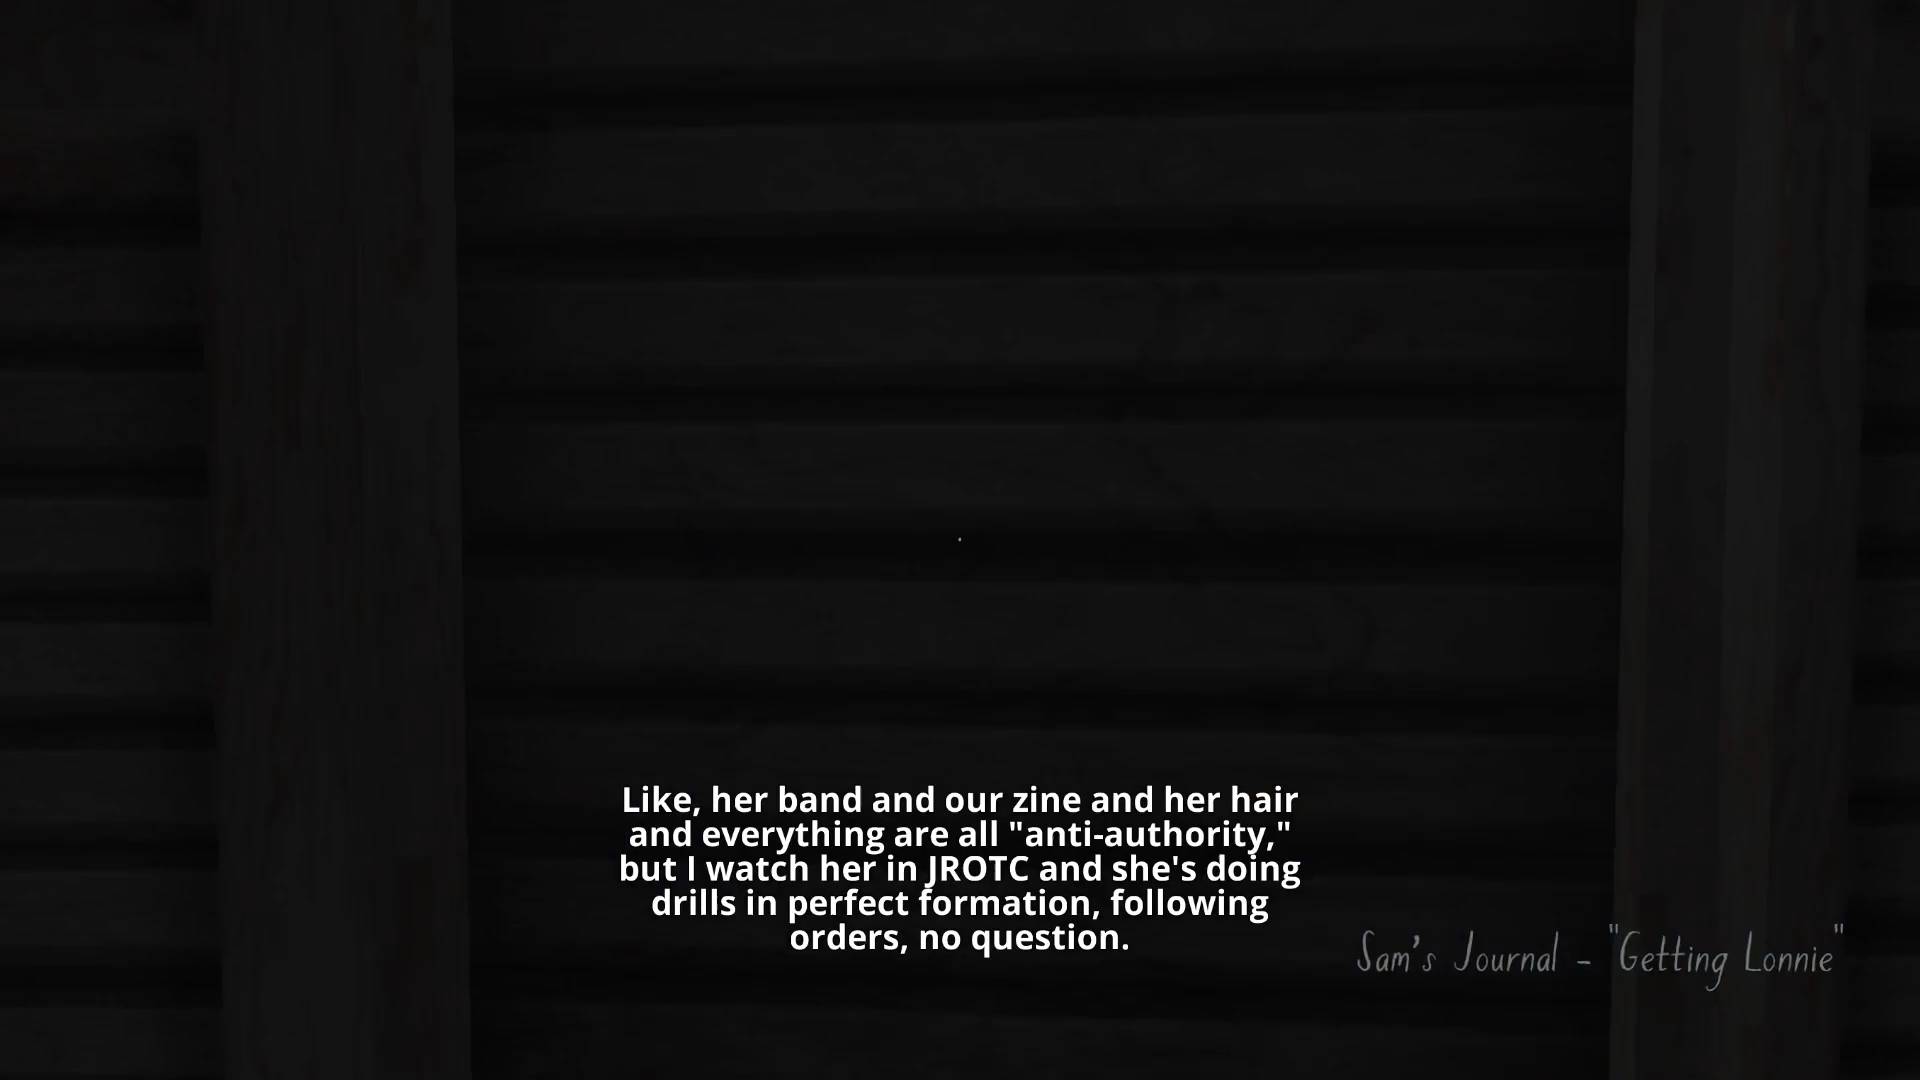 Like, her band and our zine and her hair
and everything are all "anti-authority,"
but I watch her in JROTC and she's doing
drills in perfect formation, following
orders, no question.
Sam's Journal - "Getting Lonnie"